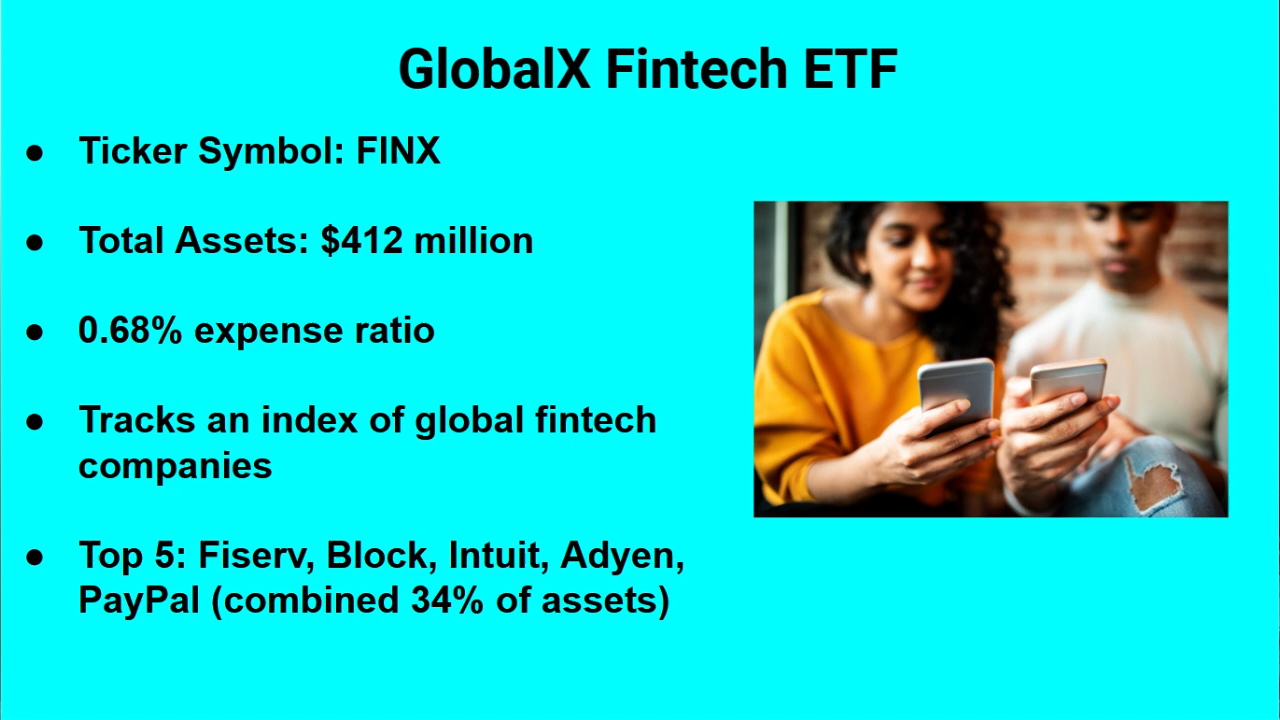 GlobalX Fintech ETF
● Ticker Symbol: FINX
● Total Assets: $412 million
● 0.68% expense ratio
● Tracks an index of global fintech
companies
● Top 5: Fiserv, Block, Intuit, Adyen,
PayPal (combined 34% of assets)